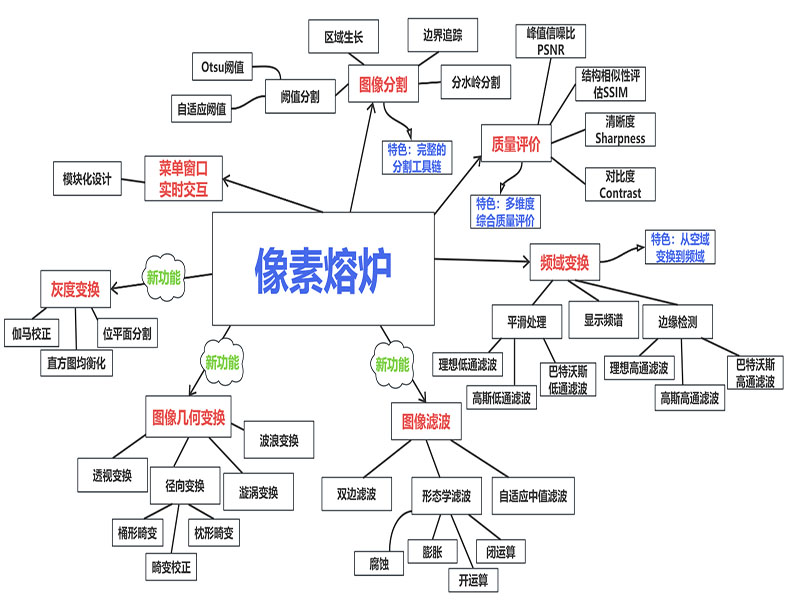 区域生长
边界追踪
峰值信噪比
PSNR
Otsu阈值
图像分割
分水岭分割
结构相似性评
估SSIM
自适应阈值
阈值分割
清晰度
Sharpness
特色：完整的
分割工具链
质量评价
模块化设计
菜单窗口
实时交互
对比度
Contrast
特色：多维度
综合质量评价
像素熔炉
特色：从空域
变换到频域
频域变换
新功能
灰度变换
伽马校正
位平面分割
直方图均衡化
平滑处理
显示频谱
边缘检测
新功能
新功能
理想低通滤波
巴特沃斯
低通滤波
高斯低通滤波
理想高通滤波
巴特沃斯
高通滤波
高斯高通滤波
图像几何变换
图像滤波
波浪变换
透视变换
径向变换
漩涡变换
双边滤波
形态学滤波
自适应中值滤波
桶形畸变
枕形畸变
畸变校正
腐蚀
膨胀
闭运算
开运算